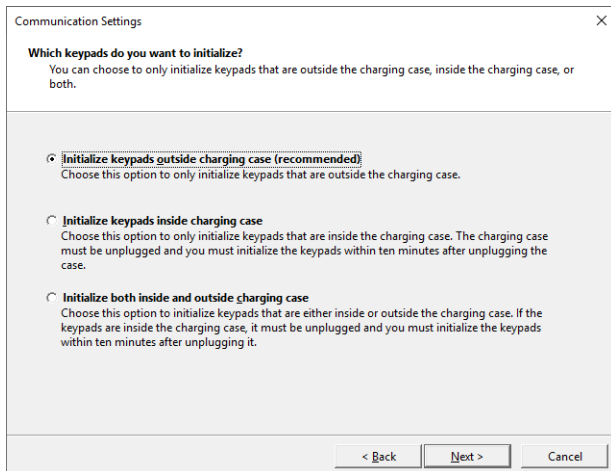 Communication Settings
Which keypads do you want to initialize?
You can choose to only initialize keypads that are outside the charging case, inside the charging case, or
both.
Initialize keypads outside charging case (recommended)
Choose this option to only initialize keypads that are outside the charging case.
Initialize keypads inside charging case
Choose this option to only initialize keypads that are inside the charging case. The charging case
must be unplugged and you must initialize the keypads within ten minutes after unplugging the
case.
Initialize both inside and outside charging case
Choose this option to initialize keypads that are either inside or outside the charging case. If the
keypads are inside the charging case, it must be unplugged and you must initialize the keypads
within ten minutes after unplugging it.
< Back
Next >
Cancel